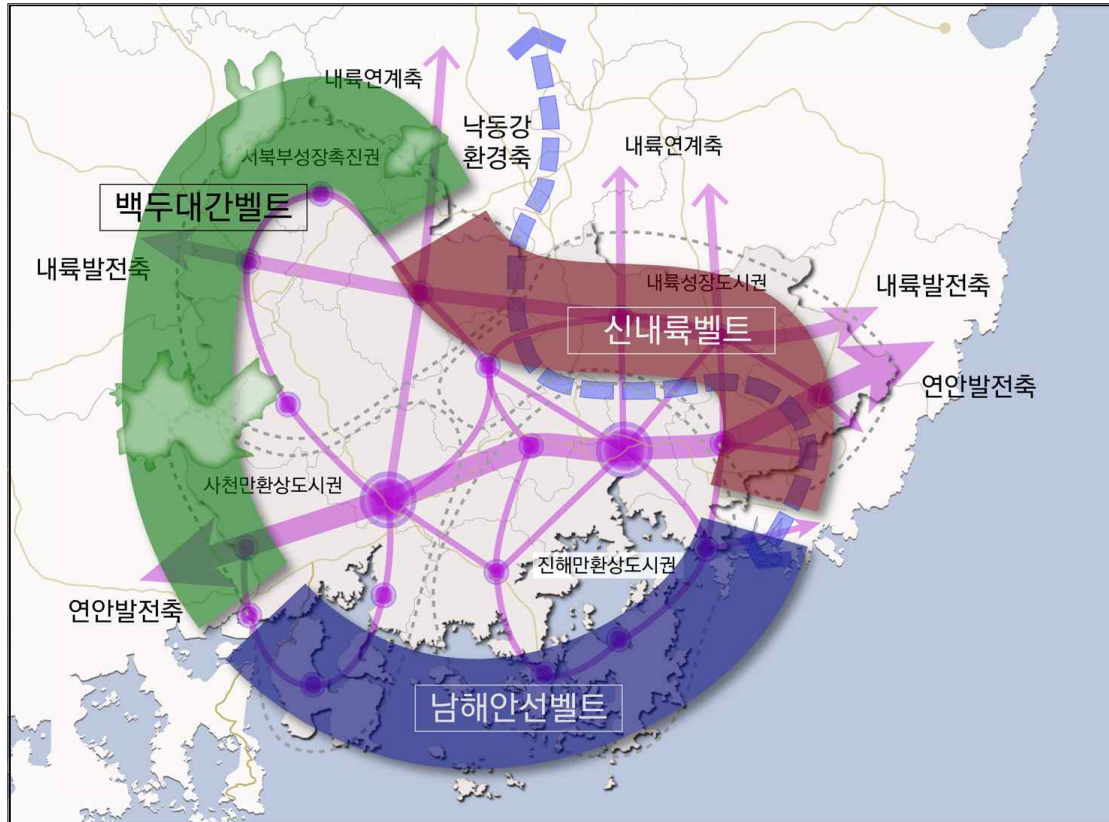 내륙연계축
낙동강
환경축
내륙연계축
서북부성장촉진권
백두대간벨트
내륙발전축
내륙성장도시권
내륙발전축
신내륙벨트
연안발전축
사천만환상도시권
진해만환상도시권
연안발전축
남해안선벨트